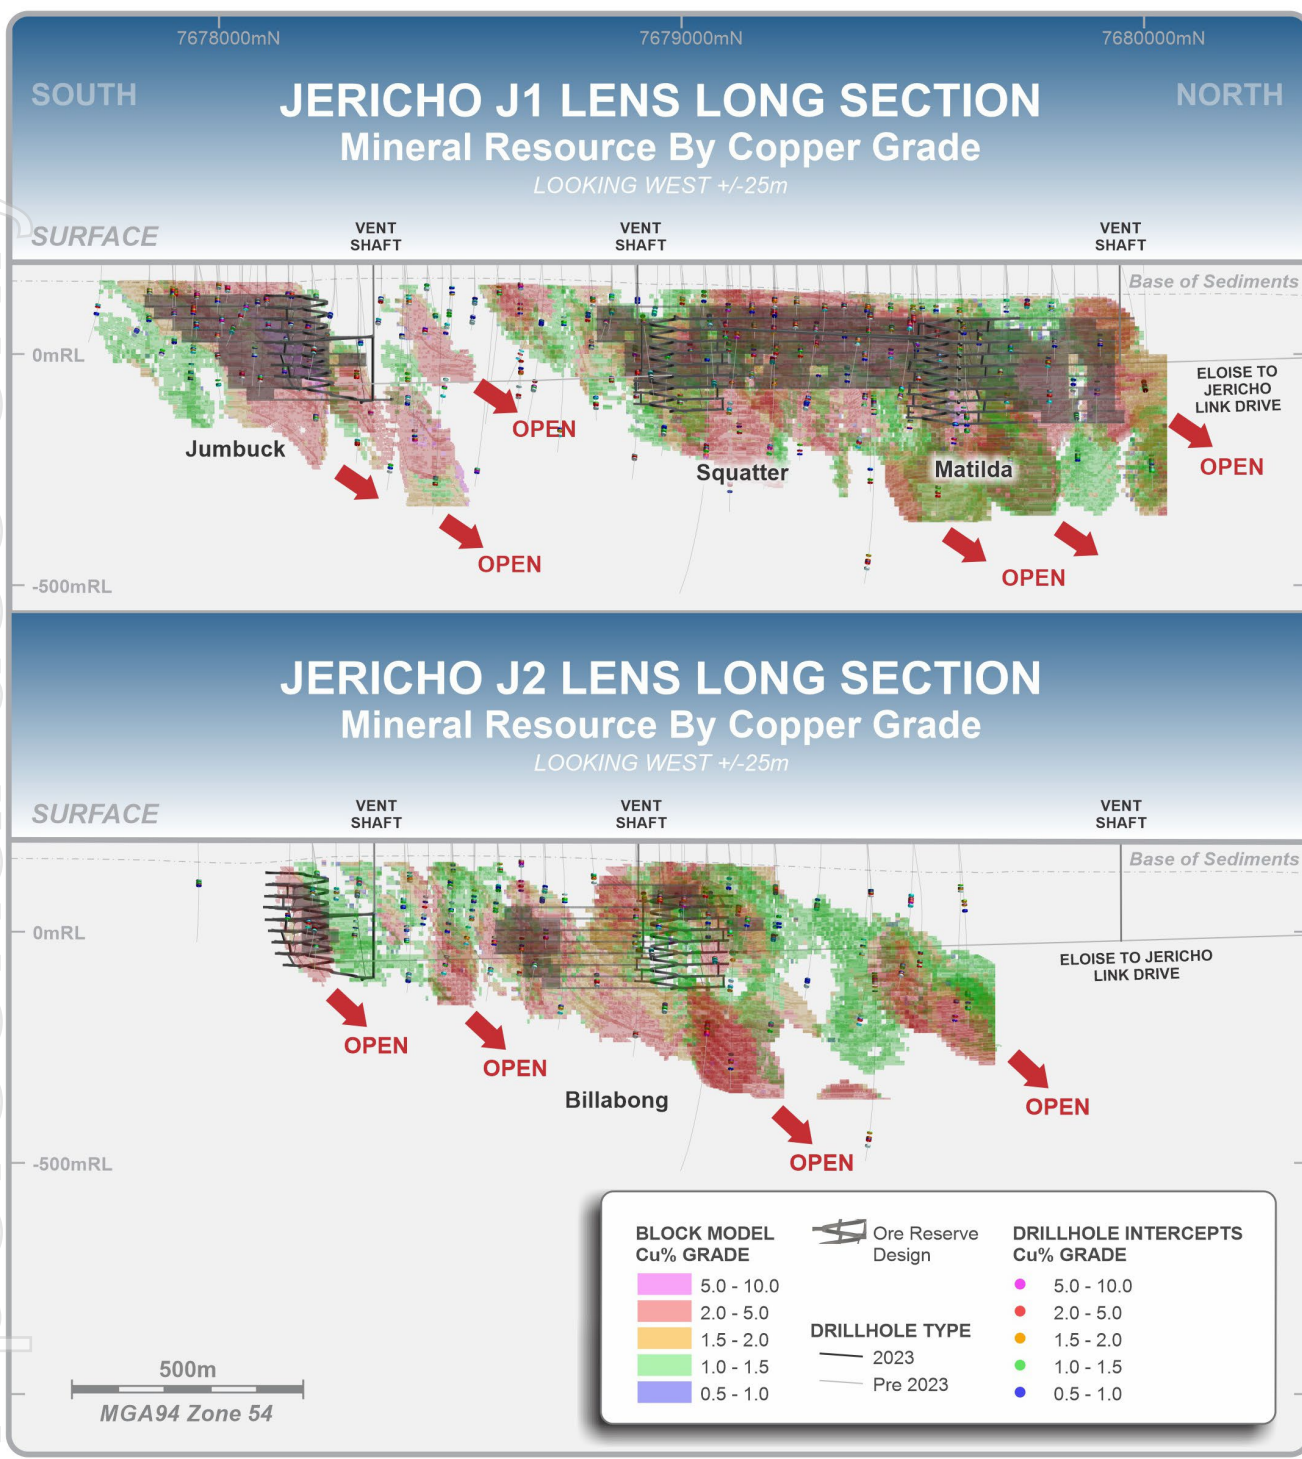 7678000mN
7679000mN
7680000mN
SOUTH
NORTH
JERICHO J1 LENS LONG SECTION
Mineral Resource By Copper Grade
LOOKING WEST +/-25m
SURFACE
VENT
SHAFT
VENT
SHAFT
VENT
SHAFT
Base of Sediments
0mRL
ELOISE TO
JERICHO
LINK DRIVE
OPEN
Jumbuck
Squatter
Matilda
OPEN
OPEN
OPEN
-500mRL
JERICHO J2 LENS LONG SECTION
Mineral Resource By Copper Grade
LOOKING WEST +/-25m
SURFACE
VENT
SHAFT
VENT
SHAFT
VENT
SHAFT
Base of Sediments
0mRL
ELOISE TO JERICHO
LINK DRIVE
OPEN
OPEN
Billabong
OPEN
OPEN
-500mRL
BLOCK MODEL
Cu% GRADE
5.0 - 10.0
2.0 - 5.0
1.5 - 2.0
1.0 - 1.5
0.5 - 1.0
Ore Reserve
Design
DRILLHOLE TYPE
2023
Pre 2023
DRILLHOLE INTERCEPTS
Cu% GRADE
5.0 - 10.0
2.0 - 5.0
1.5 - 2.0
1.0 - 1.5
0.5 - 1.0
500m
MGA94 Zone 54